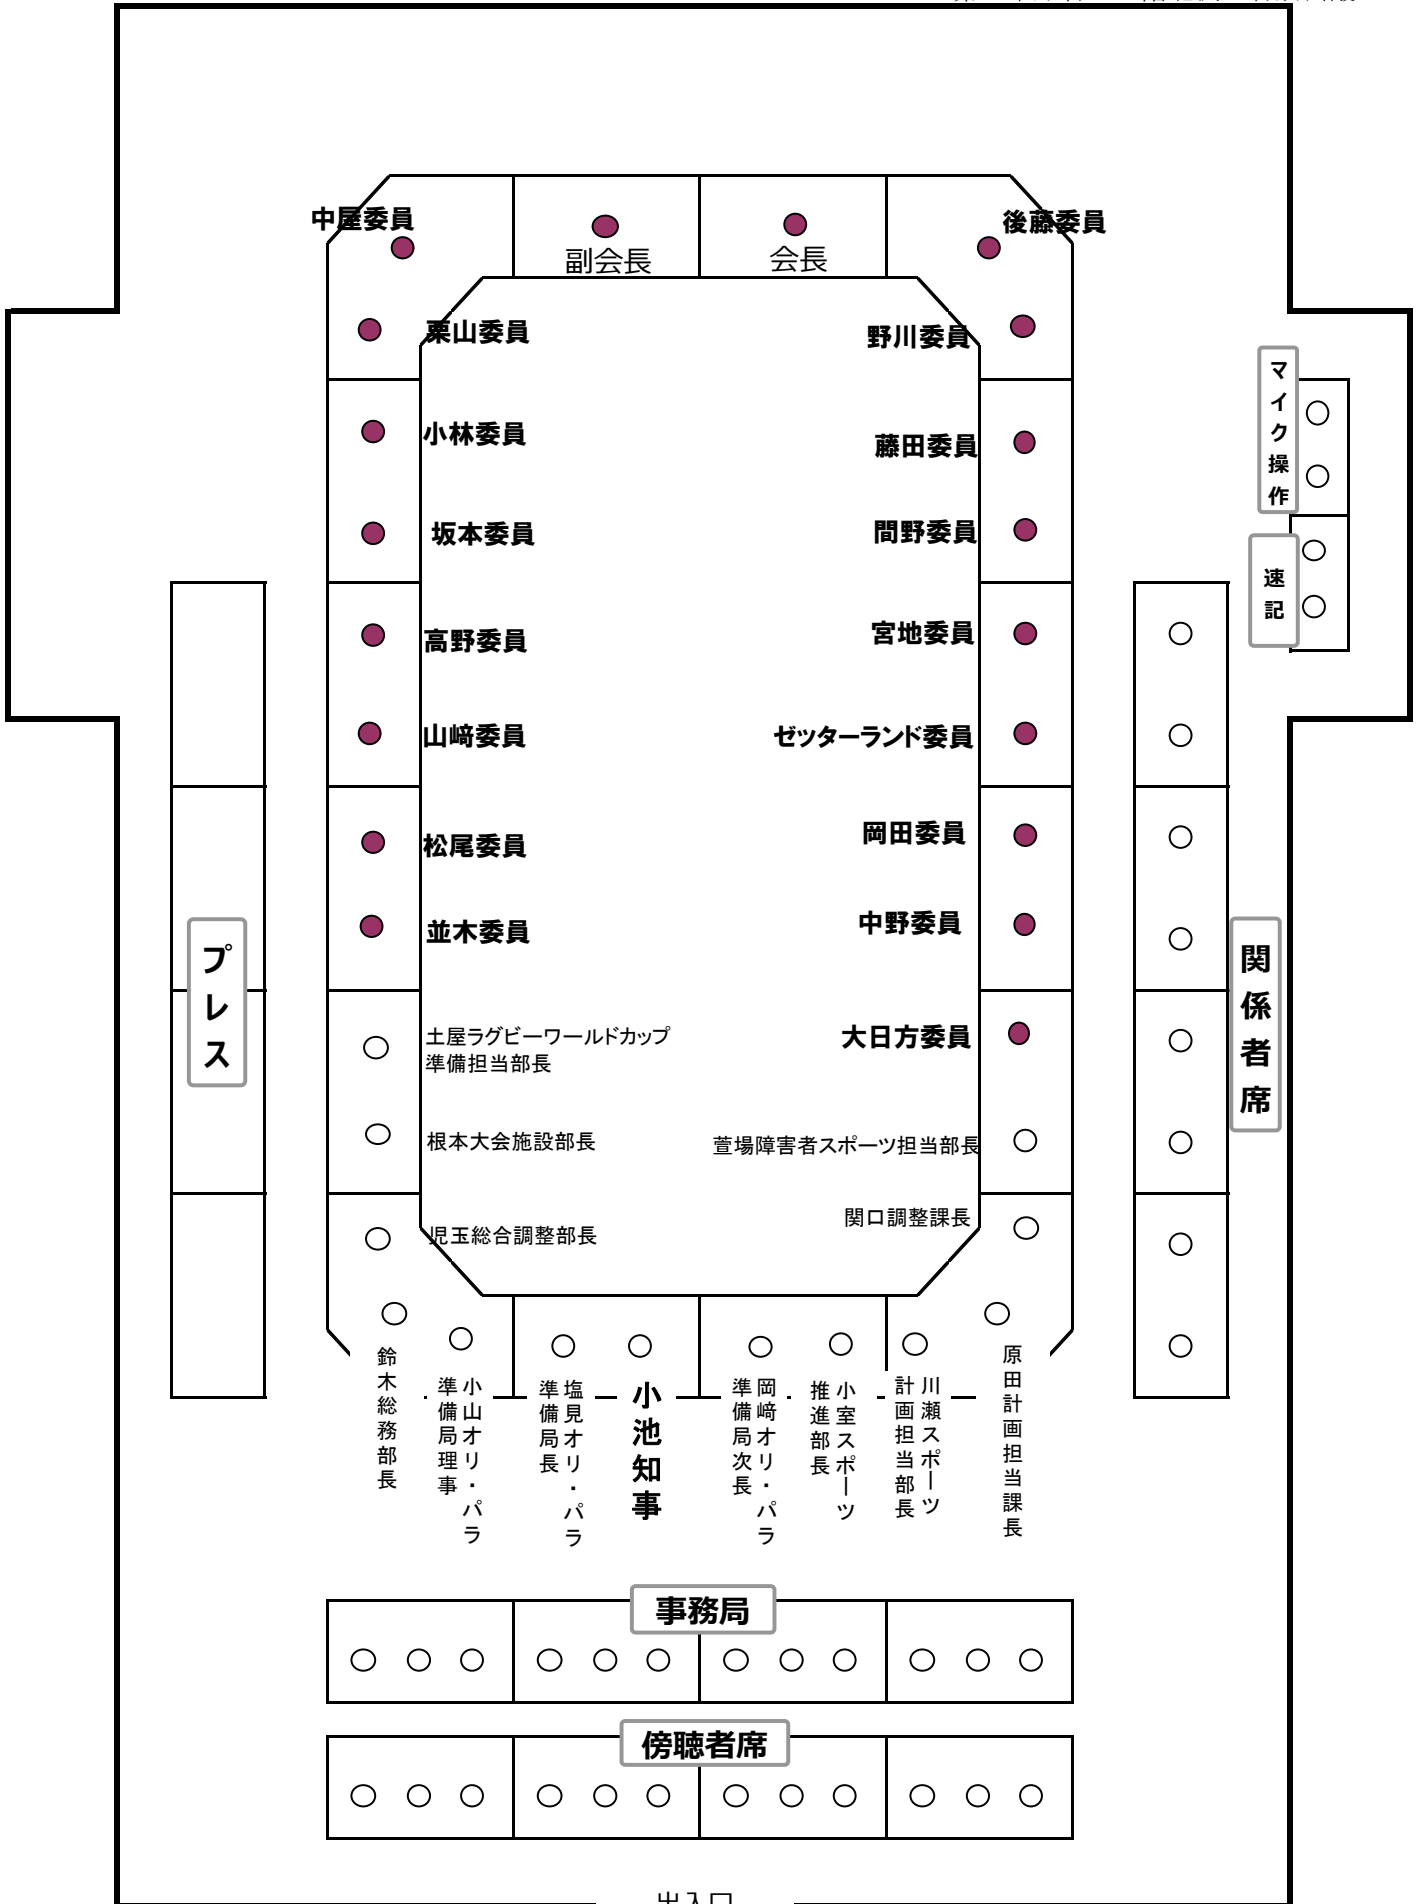 中屋委員
副会長
会長
後藤委員
栗山委員
野川委員
小林委員
藤田委員
坂本委員
間野委員
高野委員
宮地委員
山﨑委員
ゼッターランド委員
松尾委員
岡田委員
並木委員
中野委員
大日方委員
土屋ラグビーワールドカップ
準備担当部長
根本大会施設部長
萱場障害者スポーツ担当部長
児玉総合調整部長
関口調整課長
マイク操作
速記
プレス
関係者席
鈴木総務部長
小山オリ・パラ
準備局理事
塩見オリ・パラ
準備局長
小池知事
岡﨑オリ・パラ
準備局次長
小室スポーツ
推進部長
川瀬スポーツ
計画担当部長
原田計画担当課長
事務局
傍聴者席
出入口